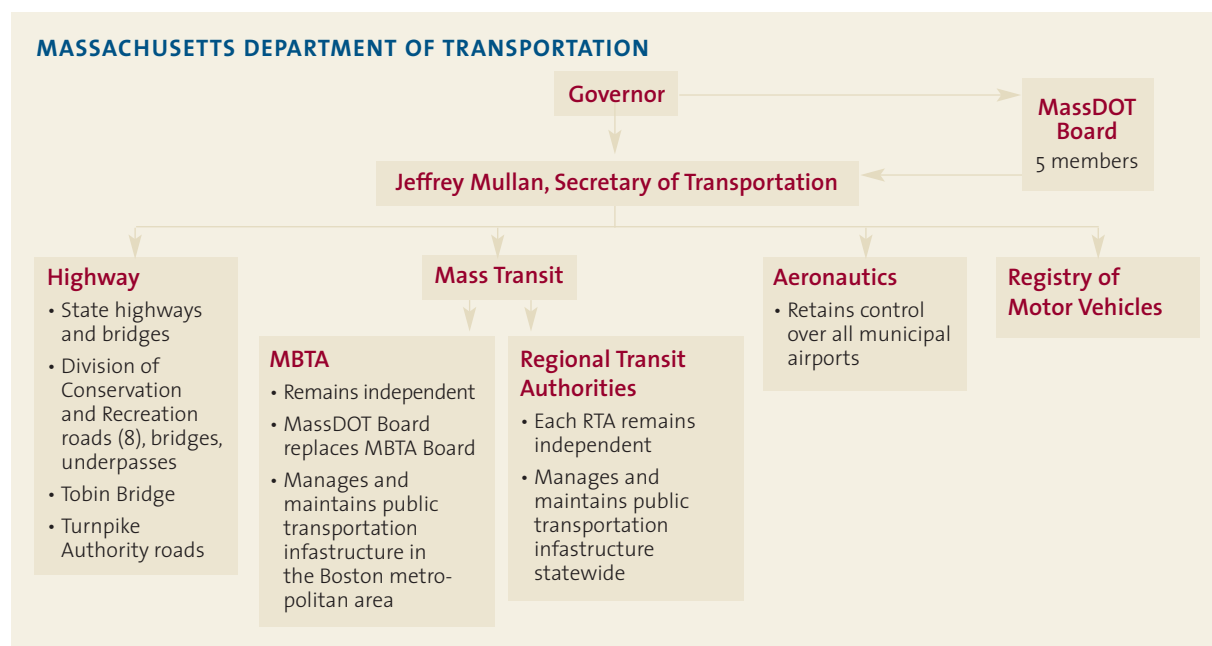 MASSACHUSETTS DEPARTMENT OF TRANSPORTATION
Governor
MassDOT
Board
5 members
Jeffrey Mullan, Secretary of Transportation
Highway
• State highways
and bridges
• Division of
Conservation
and Recreation
roads (8), bridges,
underpasses
• Tobin Bridge
• Turnpike
Authority roads
Mass Transit
MBTA
• Remains independent
• MassDOT Board
replaces MBTA Board
• Manages and
maintains public
transportation
infastructure in
the Boston metro-
politan area
Regional Transit
Authorities
• Each RTA remains
independent
• Manages and
maintains public
transportation
infastructure
statewide
Aeronautics
• Retains control
over all municipal
airports
Registry of
Motor Vehicles